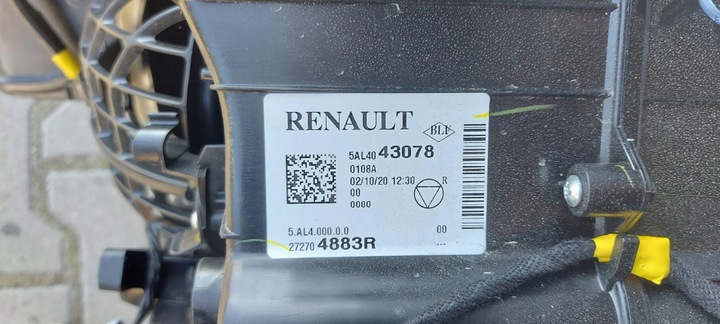 RENAULT
BLF
5AL40 43078
0108A
02/10/20 12:30
R
00
0000
5.AL4.000.0.0 00
27270 4883R ...